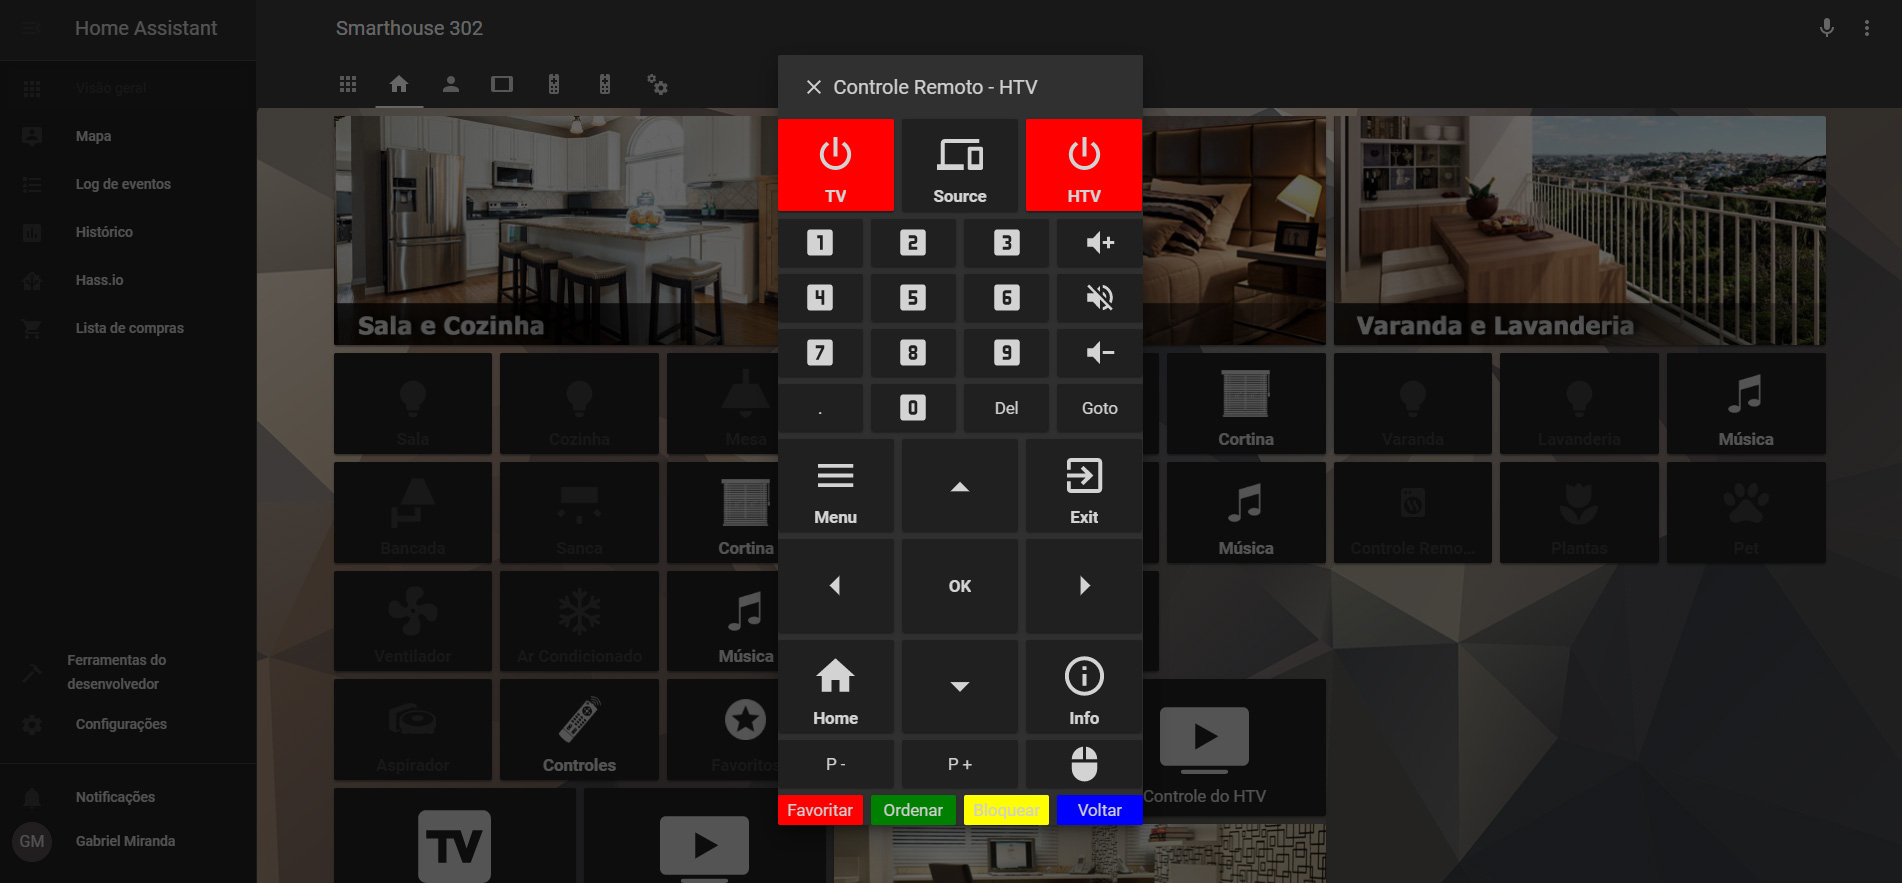 Home Assistant
Smarthouse 302
Visão geral
Mapa
Log de eventos
Histórico
Hass.io
Lista de compras
Ferramentas do
desenvolvedor
Configurações
Notificações
GM
Gabriel Miranda
Controle Remoto - HTV
TV
Source
HTV
1
2
3
4
5
6
7
8
9
.
0
Del
Goto
Menu
Exit
OK
Home
Info
P -
P +
Favoritar
Ordenar
Bloquear
Voltar
Sala e Cozinha
Varanda e Lavanderia
Sala
Cozinha
Mesa
Cortina
Varanda
Lavanderia
Música
Bancada
Sanca
Cortina
Música
Controle Remo...
Plantas
Pet
Ventilador
Ar Condicionado
Música
Aspirador
Controles
Favoritos
Controle do HTV
TV